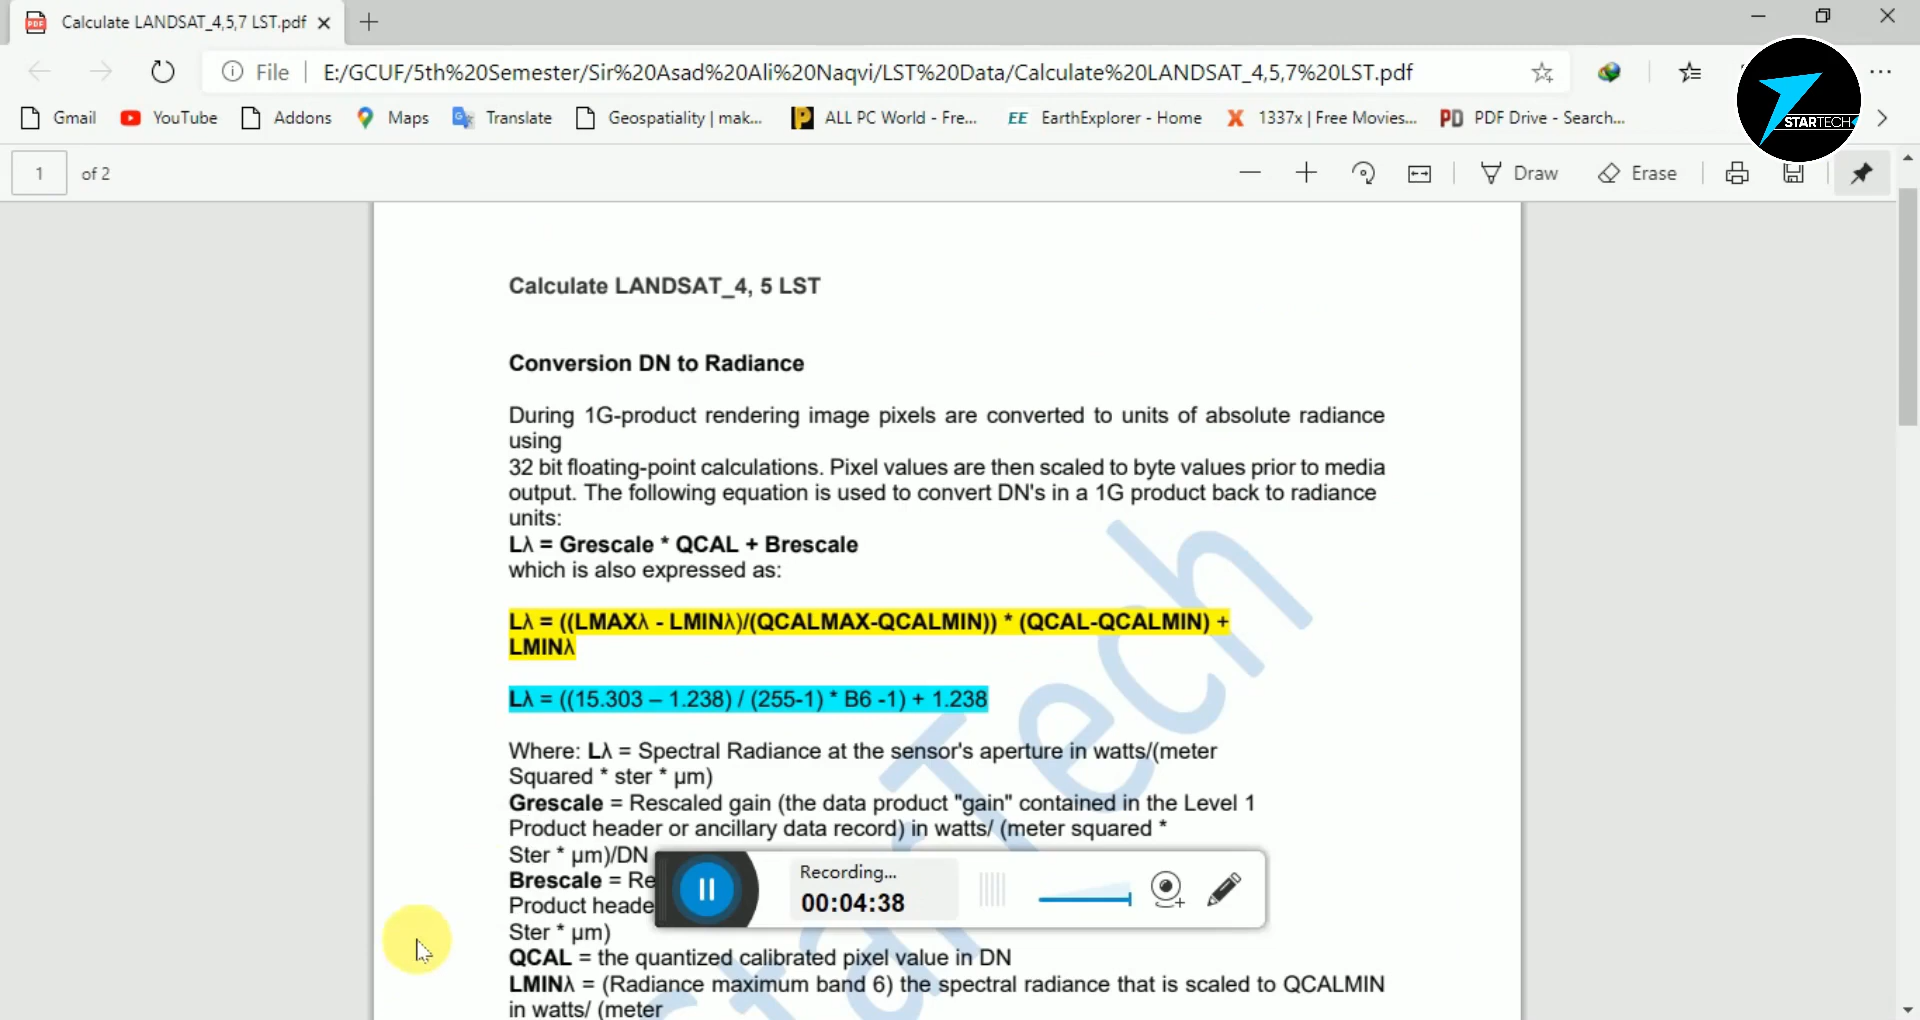 Calculate LANDSAT_4,5,7 LST.pdf
File E:/GCUF/5th%20Semester/Sir%20Asad%20Ali%20Naqvi/LST%20Data/Calculate%20LANDSAT_4,5,7%20LST.pdf
Gmail YouTube Addons Maps Translate Geospatiality | mak... ALL PC World - Fre... EE EarthExplorer - Home 1337x | Free Movies... PD PDF Drive - Search...
STARTECH
1 of 2 Draw Erase
Calculate LANDSAT_4, 5 LST
Conversion DN to Radiance
During 1G-product rendering image pixels are converted to units of absolute radiance
using
32 bit floating-point calculations. Pixel values are then scaled to byte values prior to media
output. The following equation is used to convert DN's in a 1G product back to radiance
units:
Lλ = Grescale * QCAL + Brescale
which is also expressed as:
Lλ = ((LMAXλ - LMINλ)/(QCALMAX-QCALMIN)) * (QCAL-QCALMIN) +
LMINλ
Lλ = ((15.303 – 1.238) / (255-1) * B6 -1) + 1.238
Where: Lλ = Spectral Radiance at the sensor's aperture in watts/(meter
Squared * ster * μm)
Grescale = Rescaled gain (the data product "gain" contained in the Level 1
Product header or ancillary data record) in watts/ (meter squared *
Ster * μm)/DN
Brescale = Re
Product heade
Ster * μm)
Recording...
00:04:38
QCAL = the quantized calibrated pixel value in DN
LMINλ = (Radiance maximum band 6) the spectral radiance that is scaled to QCALMIN
in watts/ (meter
StarTech